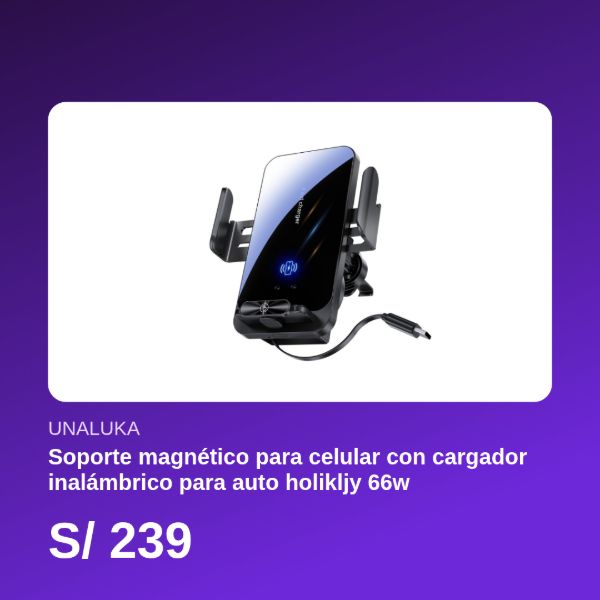 UNALUKA
Soporte magnético para celular con cargador
inalámbrico para auto holikljy 66w
S/ 239